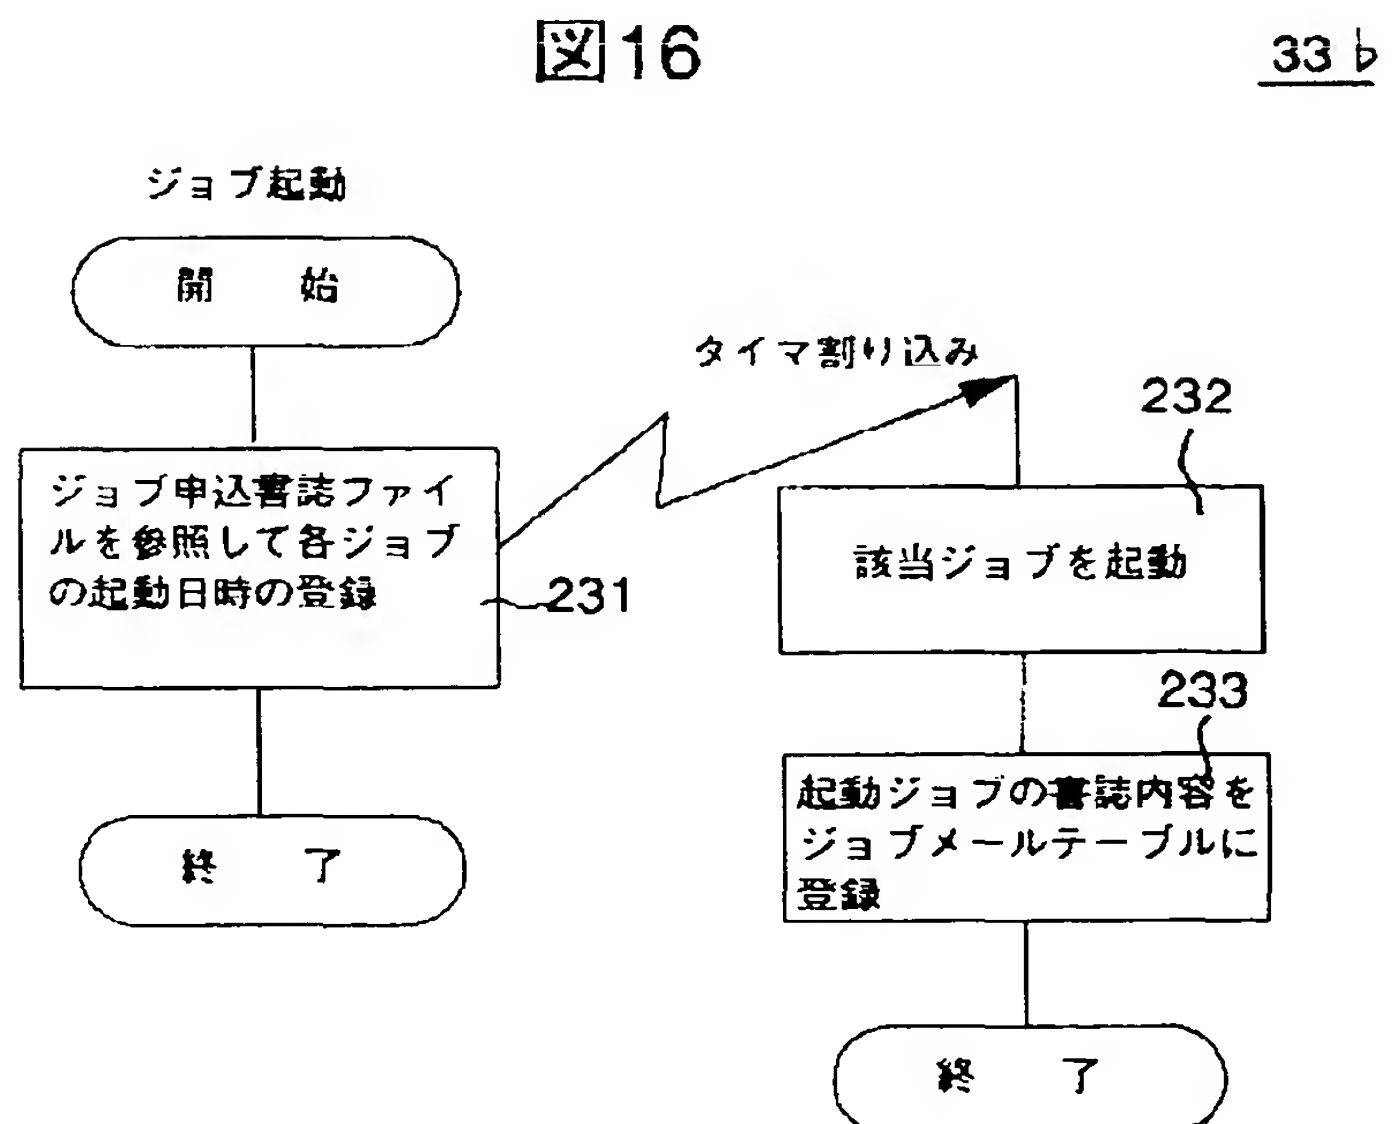 図16
33b
ジョブ起動
開 始
ジョブ申込書誌ファイ
ルを参照して各ジョブ
の起動日時の登録
231
終 了
タイマ割り込み
232
該当ジョブを起動
233
起動ジョブの書誌内容を
ジョブメールテーブルに
登録
終 了